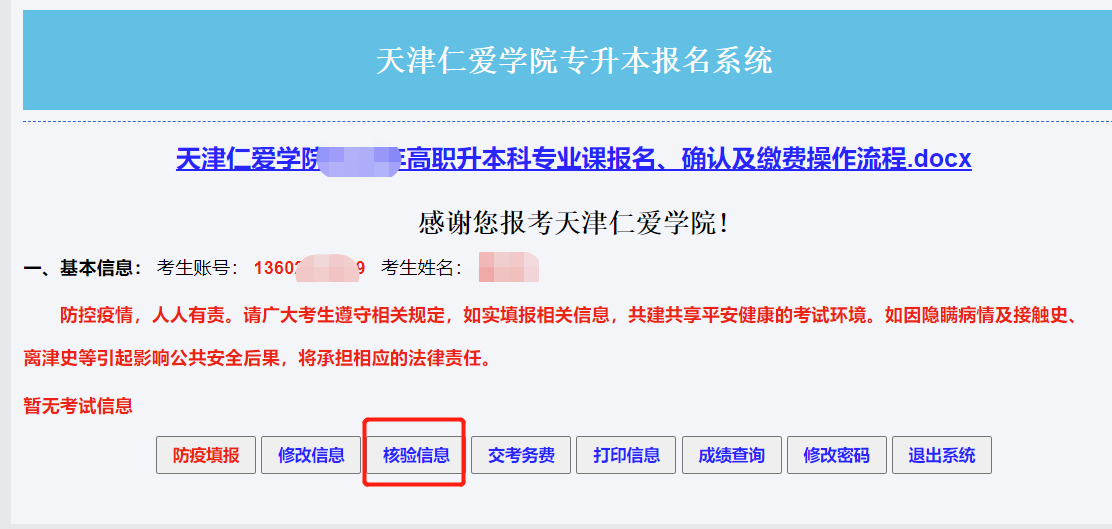 天津仁爱学院专升本报名系统
天津仁爱学院 年高职升本科专业课报名、确认及缴费操作流程.docx
感谢您报考天津仁爱学院！
一、基本信息： 考生账号： 1360 9 考生姓名：
防控疫情，人人有责。请广大考生遵守相关规定，如实填报相关信息，共建共享平安健康的考试环境。如因隐瞒病情及接触史、
离津史等引起影响公共安全后果，将承担相应的法律责任。
暂无考试信息
防疫填报 修改信息 核验信息 交考务费 打印信息 成绩查询 修改密码 退出系统